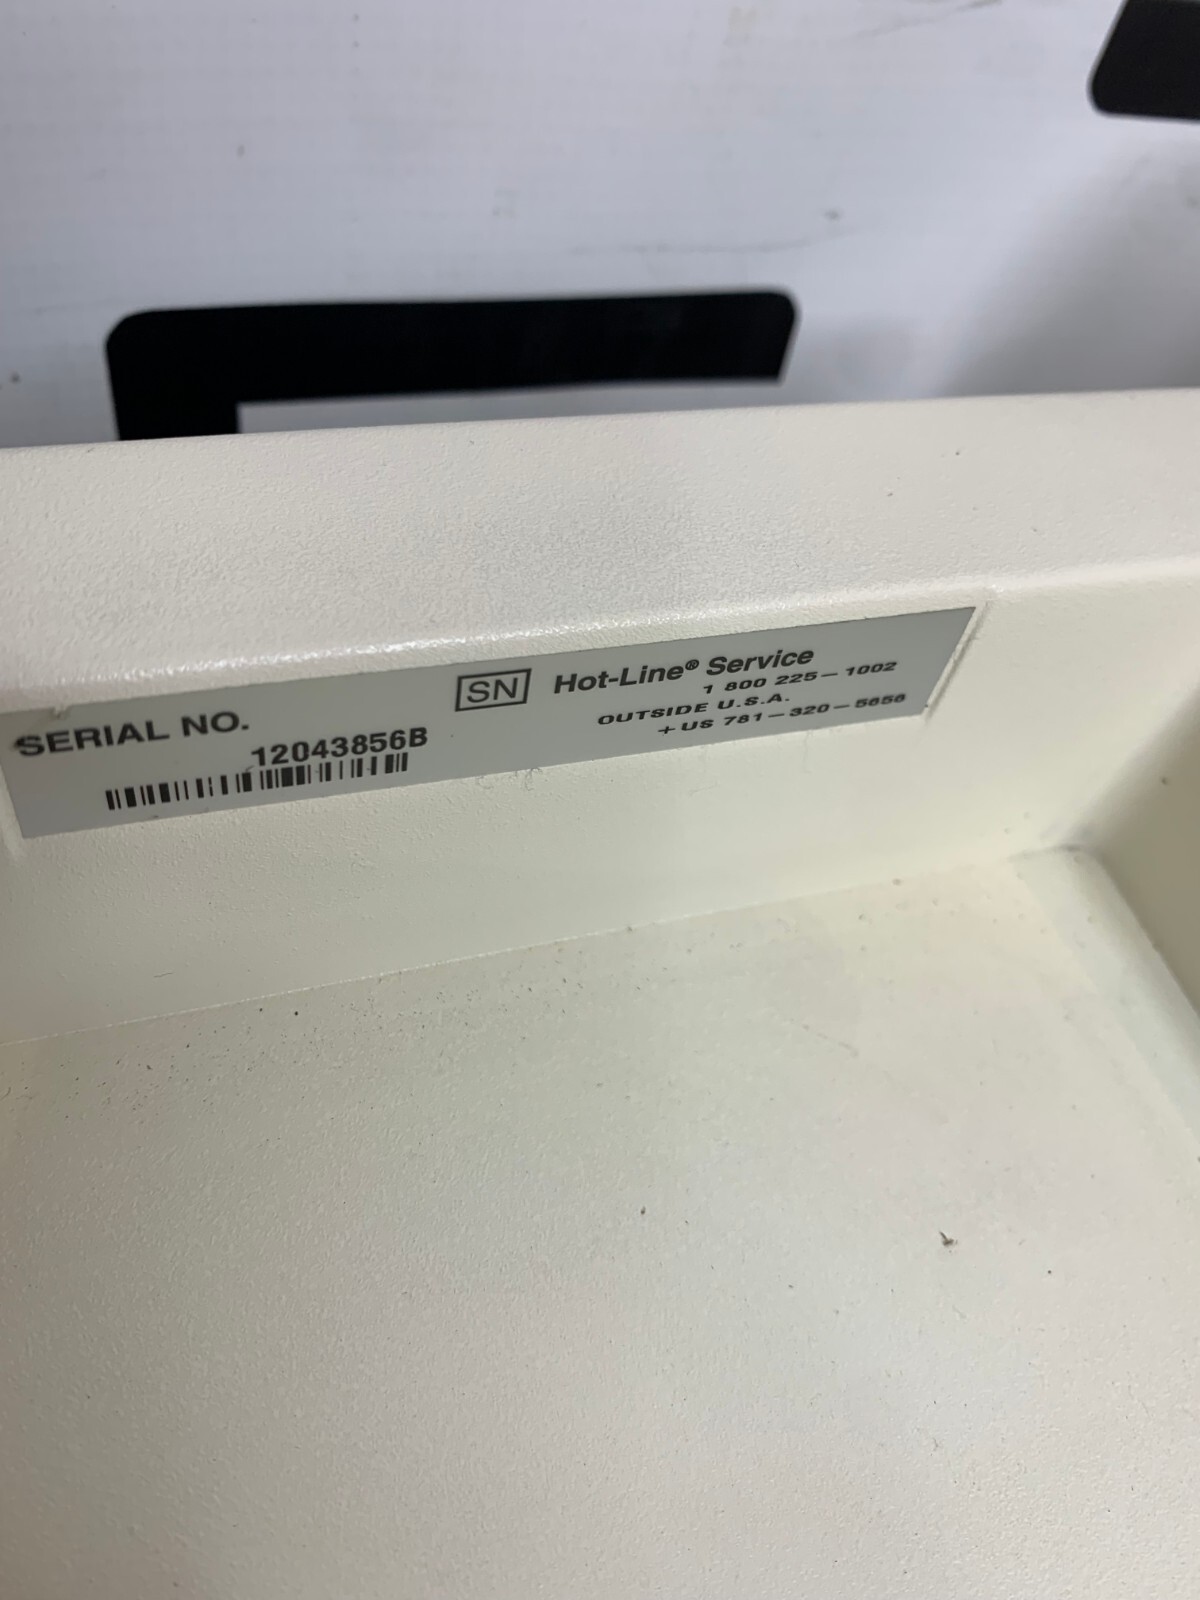 SERIAL NO.
12043856B
SN
Hot-Line® Service
1 800 225-1002
OUTSIDE U.S.A.
+US 781-320-5656